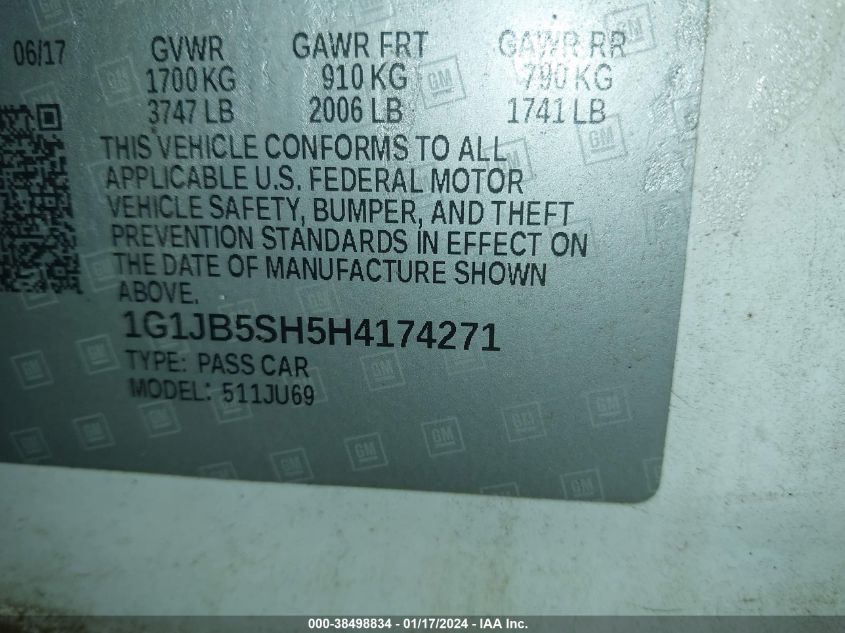 06/17 GVWR GAWR FRT GAWR RR
1700 KG 910 KG 790 KG
3747 LB 2006 LB 1741 LB
THIS VEHICLE CONFORMS TO ALL
APPLICABLE U.S. FEDERAL MOTOR
VEHICLE SAFETY, BUMPER, AND THEFT
PREVENTION STANDARDS IN EFFECT ON
THE DATE OF MANUFACTURE SHOWN
ABOVE.
1G1JB5SH5H4174271
TYPE: PASS CAR
MODEL: 511JU69
GM
000-38498834 - 01/17/2024 - IAA Inc.